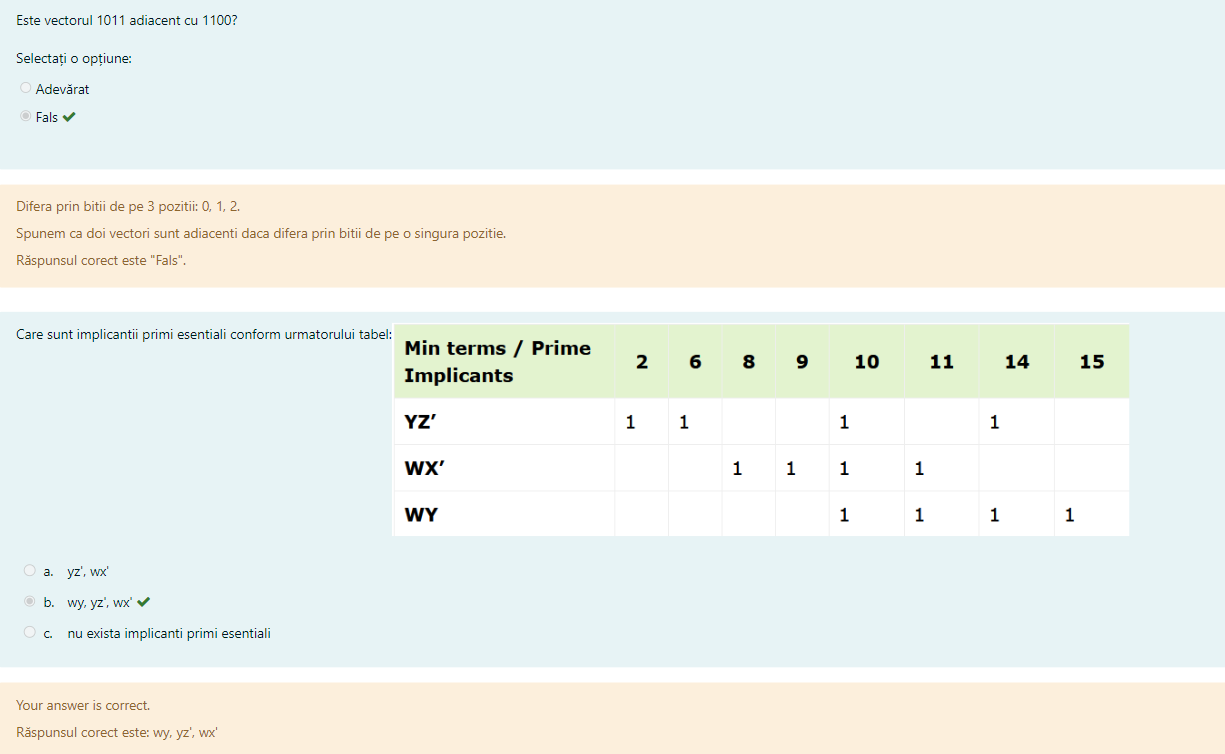 Este vectorul 1011 adiacent cu 1100?
Selectați o opțiune:
Adevărat
Fals
Difera prin bitii de pe 3 pozitii: 0, 1, 2.
Spunem ca doi vectori sunt adiacenti daca difera prin bitii de pe o singura pozitie.
Răspunsul corect este "Fals".
Care sunt implicantii primi esentiali conform urmatorului tabel:
Min terms / Prime
Implicants 2 6 8 9 10 11 14 15
YZ’ 1 1 1 1
WX’ 1 1 1 1
WY 1 1 1 1
a. yz', wx'
b. wy, yz', wx'
c. nu exista implicanti primi esentiali
Your answer is correct.
Răspunsul corect este: wy, yz', wx'